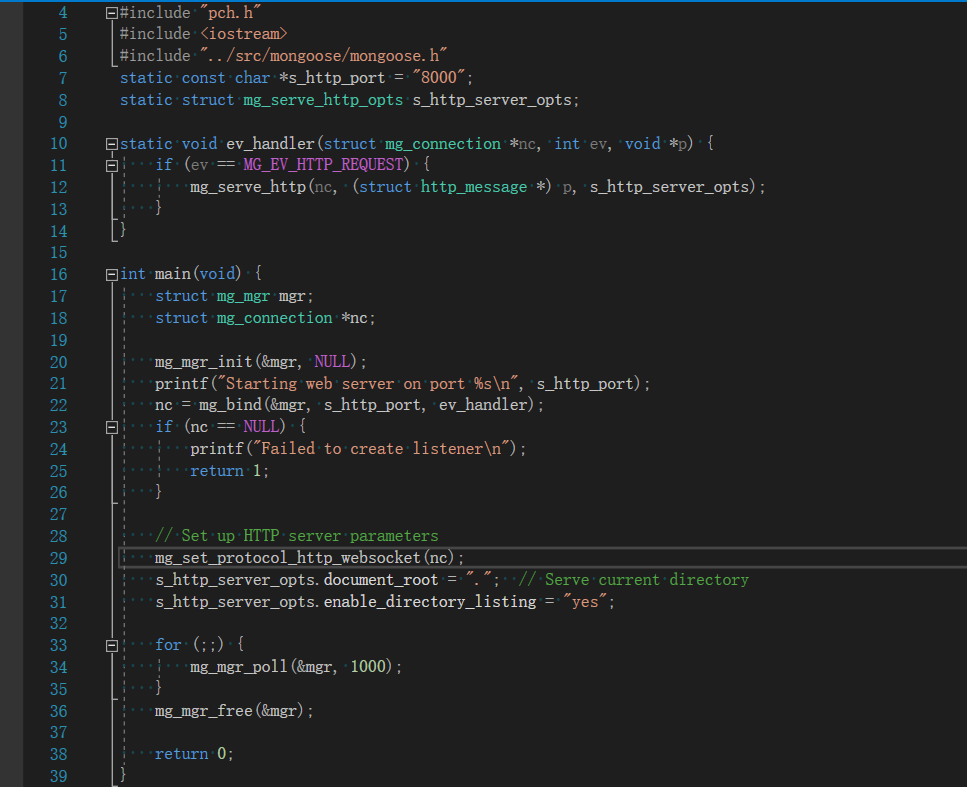 4 #include "pch.h"
5 #include <iostream>
6 #include "../src/mongoose/mongoose.h"
7 static const char *s_http_port = "8000";
8 static struct mg_serve_http_opts s_http_server_opts;
9
10 static void ev_handler(struct mg_connection *nc, int ev, void *p) {
11     if (ev == MG_EV_HTTP_REQUEST) {
12         mg_serve_http(nc, (struct http_message *) p, s_http_server_opts);
13     }
14 }
15
16 int main(void) {
17     struct mg_mgr mgr;
18     struct mg_connection *nc;
19
20     mg_mgr_init(&mgr, NULL);
21     printf("Starting web server on port %s\n", s_http_port);
22     nc = mg_bind(&mgr, s_http_port, ev_handler);
23     if (nc == NULL) {
24         printf("Failed to create listener\n");
25         return 1;
26     }
27
28     // Set up HTTP server parameters
29     mg_set_protocol_http_websocket(nc);
30     s_http_server_opts.document_root = ".";  // Serve current directory
31     s_http_server_opts.enable_directory_listing = "yes";
32
33     for (;;) {
34         mg_mgr_poll(&mgr, 1000);
35     }
36     mg_mgr_free(&mgr);
37
38     return 0;
39 }